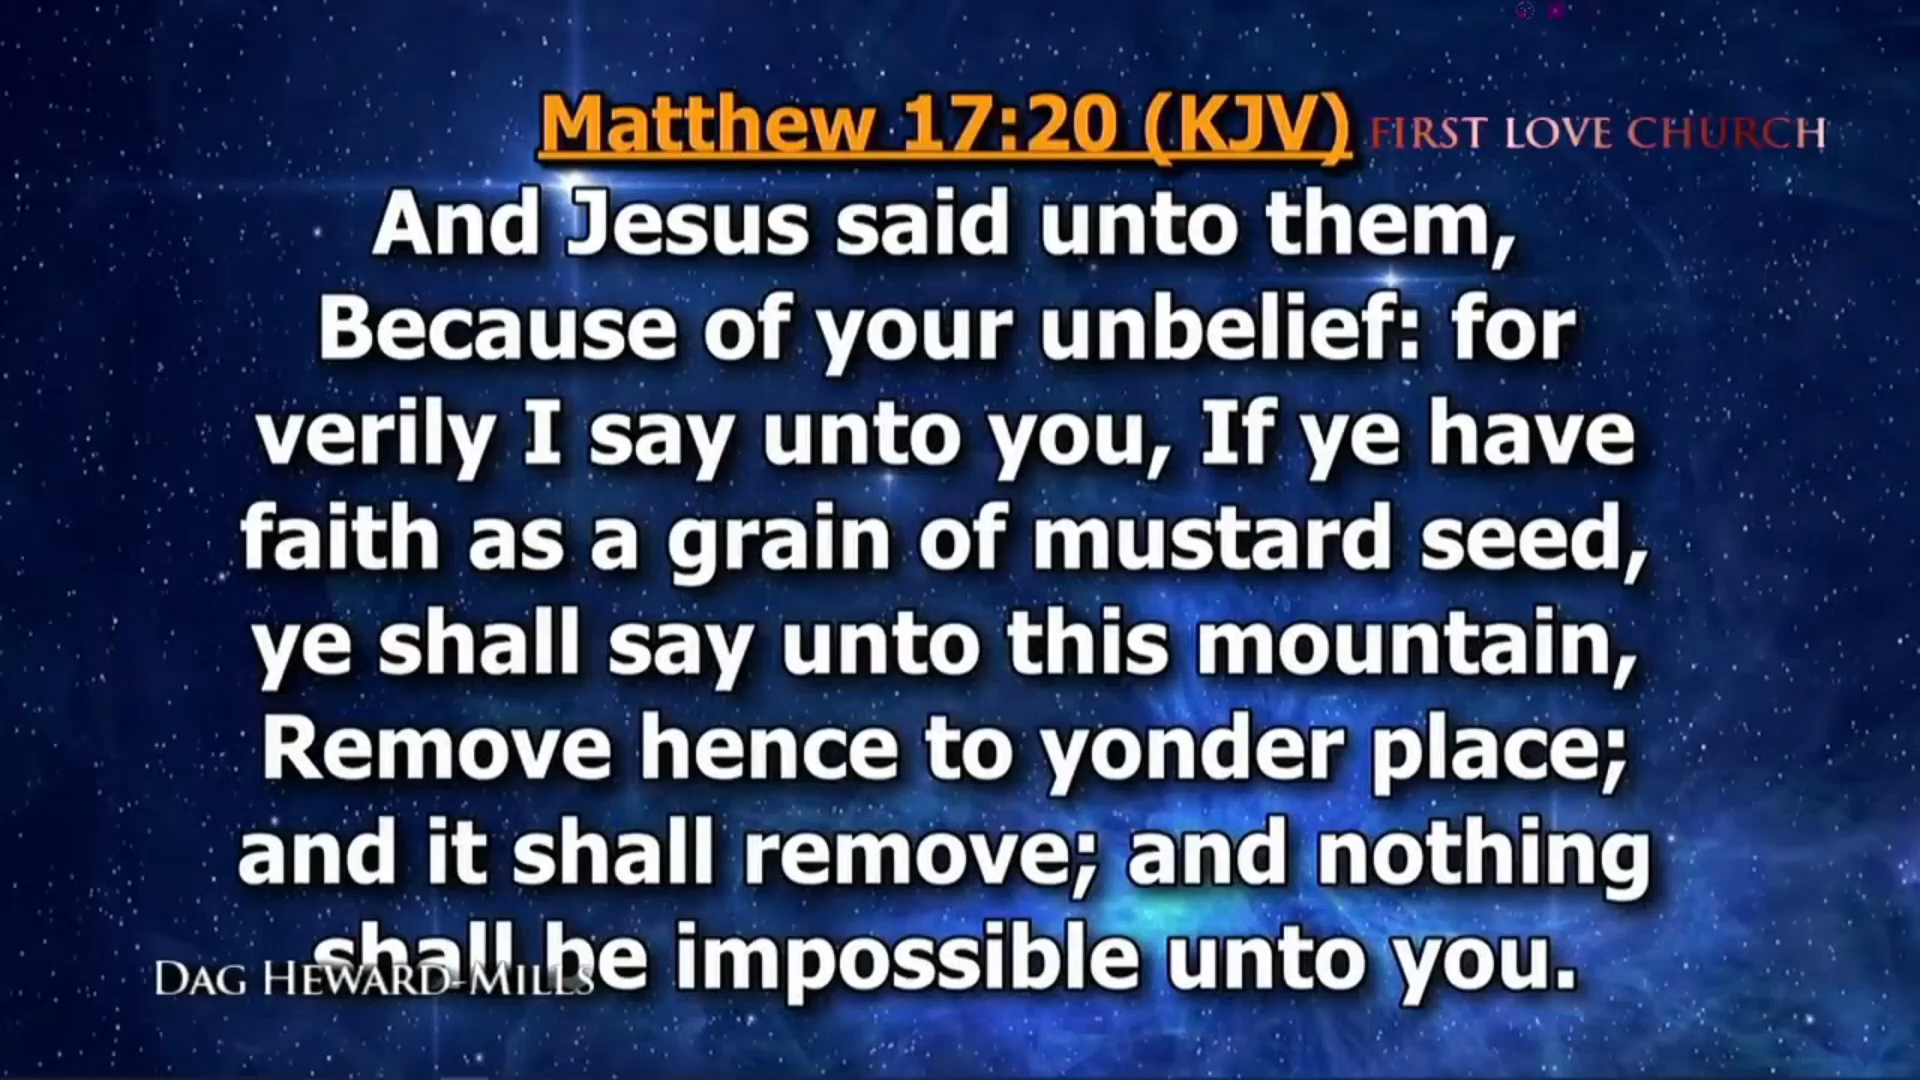 Matthew 17:20 (KJV)
FIRST LOVE CHURCH
And Jesus said unto them,
Because of your unbelief: for
verily I say unto you, If ye have
faith as a grain of mustard seed,
ye shall say unto this mountain,
Remove hence to yonder place;
and it shall remove; and nothing
shall be impossible unto you.
DAG HEWARD-MILLS